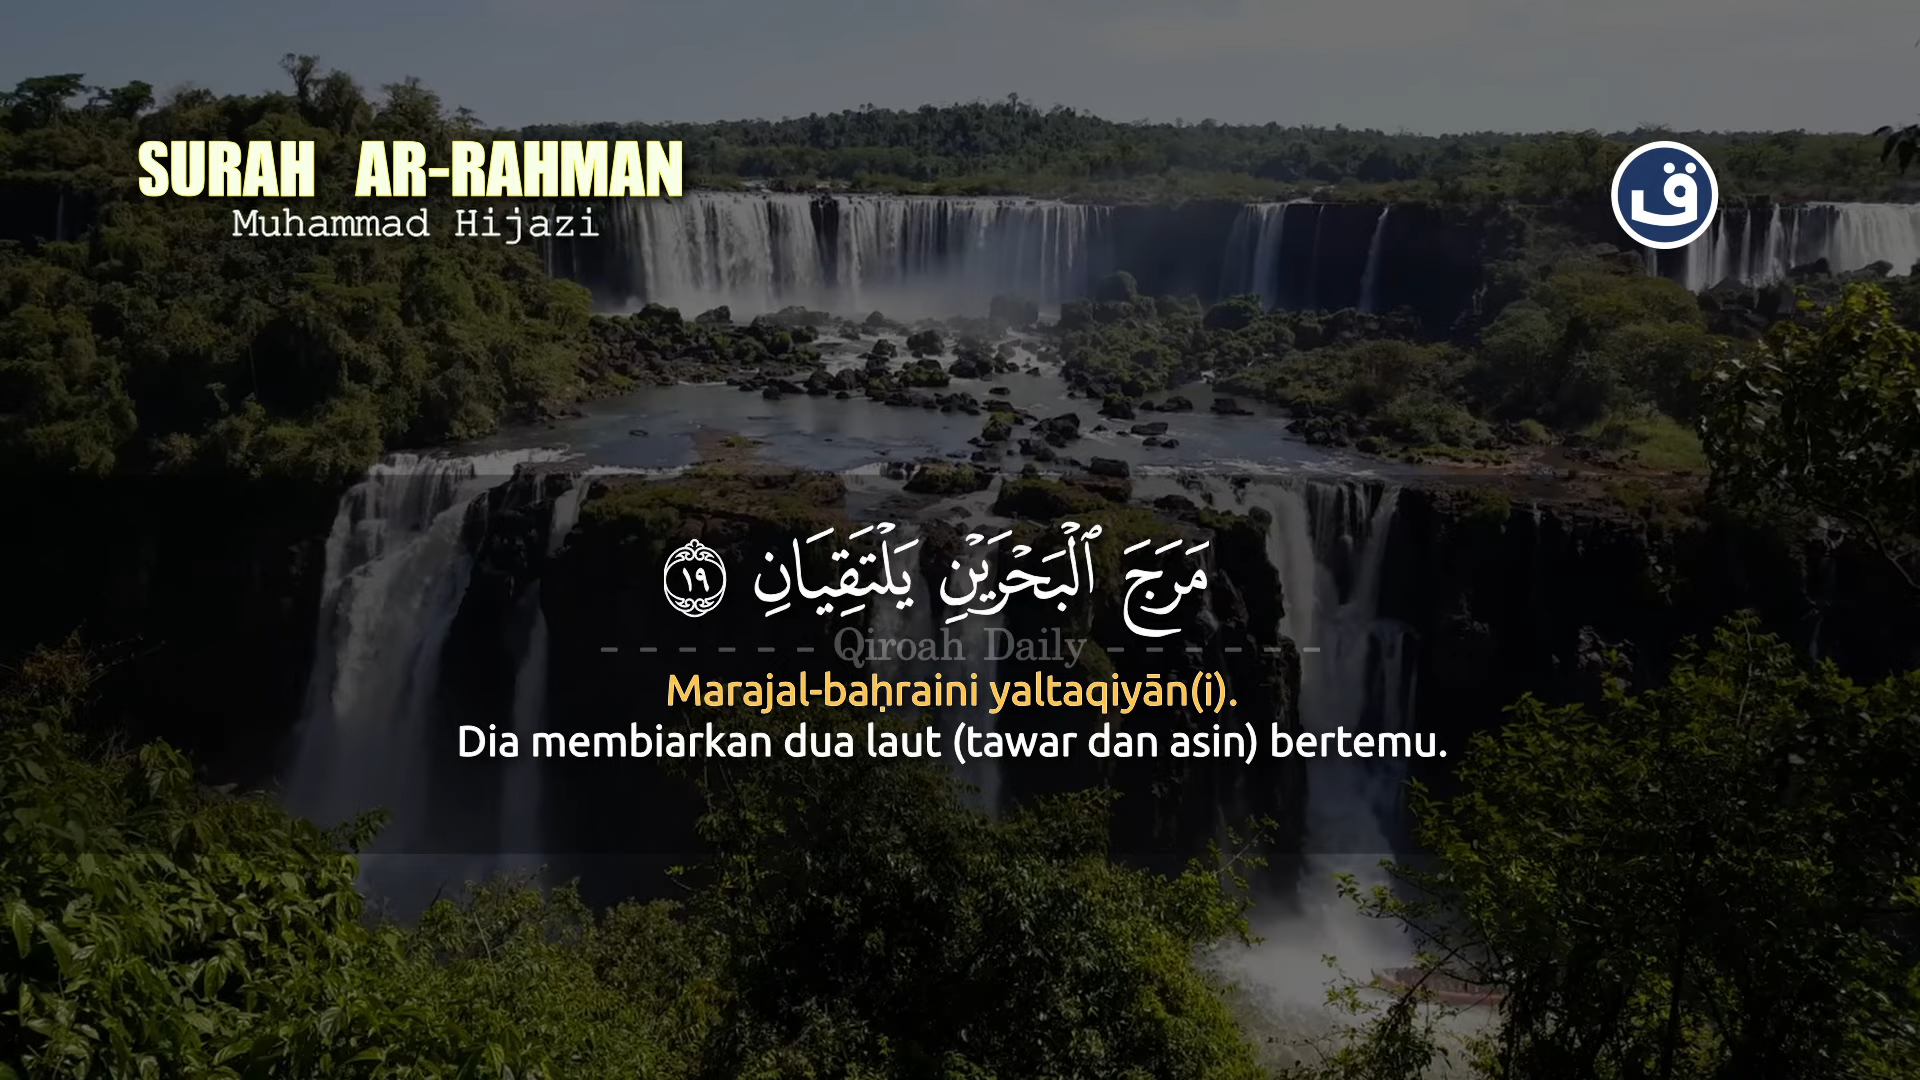 SURAH AR-RAHMAN
Muhammad Hijazi
ق
مَرَجَ ٱلْبَحْرَيْنِ يَلْتَقِيَانِ ١٩
------ Qiroah Daily ------
Marajal-baḥraini yaltaqiyān(i).
Dia membiarkan dua laut (tawar dan asin) bertemu.